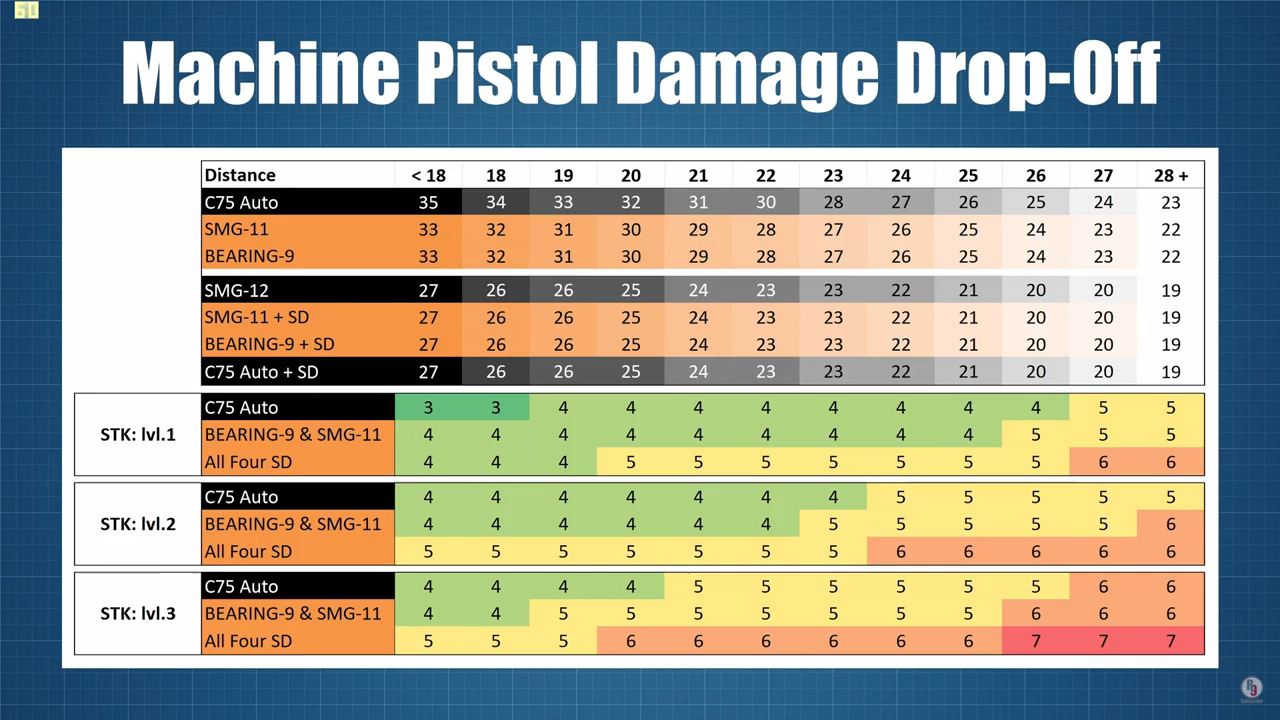 60
Machine Pistol Damage Drop-Off
Distance < 18 18 19 20 21 22 23 24 25 26 27 28 +
C75 Auto 35 34 33 32 31 30 28 27 26 25 24 23
SMG-11 33 32 31 30 29 28 27 26 25 24 23 22
BEARING-9 33 32 31 30 29 28 27 26 25 24 23 22
SMG-12 27 26 26 25 24 23 23 22 21 20 20 19
SMG-11 + SD 27 26 26 25 24 23 23 22 21 20 20 19
BEARING-9 + SD 27 26 26 25 24 23 23 22 21 20 20 19
C75 Auto + SD 27 26 26 25 24 23 23 22 21 20 20 19
C75 Auto 3 3 4 4 4 4 4 4 4 4 5 5
STK: lvl.1 BEARING-9 & SMG-11 4 4 4 4 4 4 4 4 4 5 5 5
All Four SD 4 4 4 5 5 5 5 5 5 5 6 6
C75 Auto 4 4 4 4 4 4 4 5 5 5 5 5
STK: lvl.2 BEARING-9 & SMG-11 4 4 4 4 4 4 5 5 5 5 5 6
All Four SD 5 5 5 5 5 5 5 6 6 6 6 6
C75 Auto 4 4 4 4 5 5 5 5 5 5 6 6
STK: lvl.3 BEARING-9 & SMG-11 4 4 5 5 5 5 5 5 5 6 6 6
All Four SD 5 5 5 6 6 6 6 6 6 7 7 7